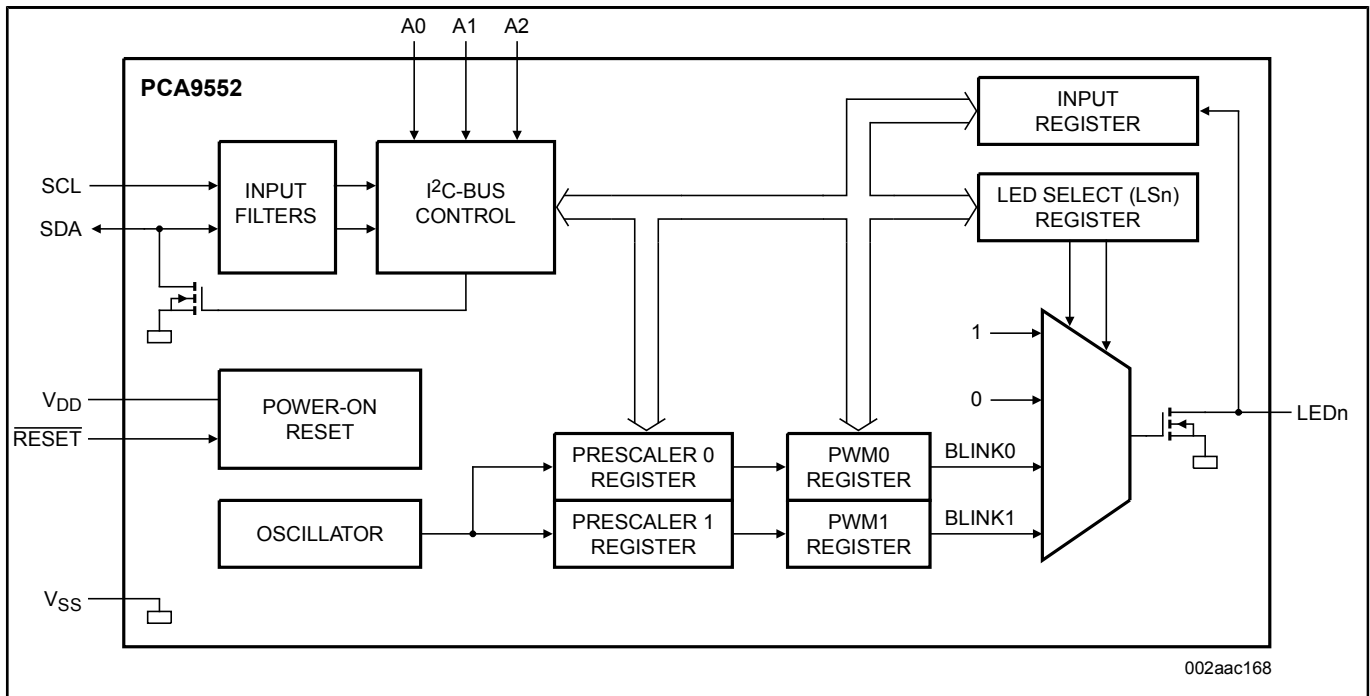 A0 A1 A2
PCA9552
SCL
SDA
INPUT
FILTERS
I²C-BUS
CONTROL
INPUT
REGISTER
LED SELECT (LSn)
REGISTER
1
0
VDD
RESET
POWER-ON
RESET
OSCILLATOR
PRESCALER 0
REGISTER
PRESCALER 1
REGISTER
PWM0
REGISTER
PWM1
REGISTER
BLINK0
BLINK1
LEDn
VSS
002aac168